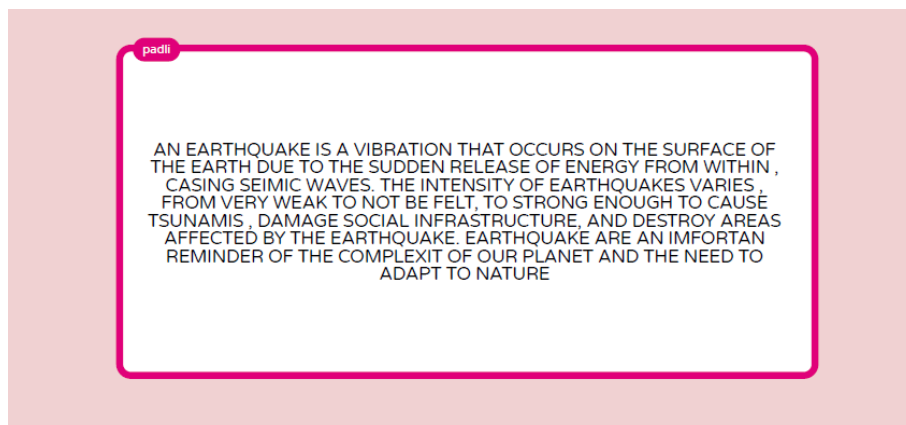 padli
AN EARTHQUAKE IS A VIBRATION THAT OCCURS ON THE SURFACE OF
THE EARTH DUE TO THE SUDDEN RELEASE OF ENERGY FROM WITHIN ,
CASING SEIMIC WAVES. THE INTENSITY OF EARTHQUAKES VARIES ,
FROM VERY WEAK TO NOT BE FELT, TO STRONG ENOUGH TO CAUSE
TSUNAMIS , DAMAGE SOCIAL INFRASTRUCTURE, AND DESTROY AREAS
AFFECTED BY THE EARTHQUAKE. EARTHQUAKE ARE AN IMFORTAN
REMINDER OF THE COMPLEXIT OF OUR PLANET AND THE NEED TO
ADAPT TO NATURE